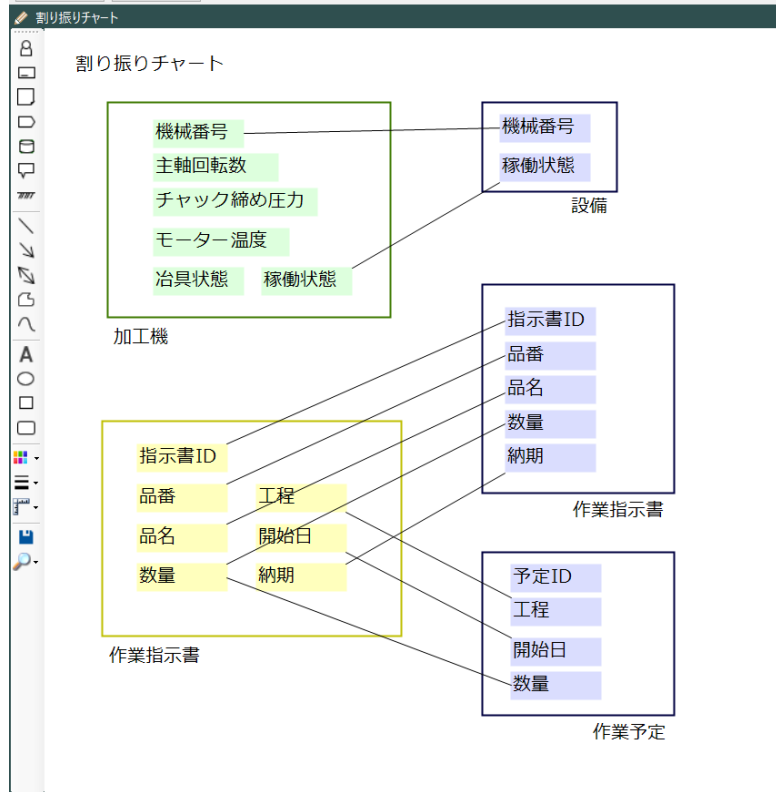 割り振りチャート
割り振りチャート
機械番号
主軸回転数
チャック締め圧力
モーター温度
冶具状態
稼働状態
加工機
機械番号
稼働状態
設備
指示書ID
品番
品名
数量
納期
作業指示書
指示書ID
品番
工程
品名
開始日
数量
納期
作業指示書
予定ID
工程
開始日
数量
作業予定
A